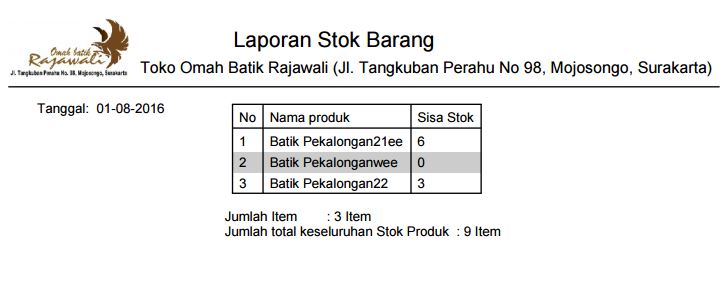 Omah batik
Rajawali
Jl. Tangkuban Perahu No. 98, Mojosongo, Surakarta
Laporan Stok Barang
Toko Omah Batik Rajawali (Jl. Tangkuban Perahu No 98, Mojosongo, Surakarta)
Tanggal: 01-08-2016
No Nama produk Sisa Stok
1 Batik Pekalongan21ee 6
2 Batik Pekalonganwee 0
3 Batik Pekalongan22 3
Jumlah Item : 3 Item
Jumlah total keseluruhan Stok Produk : 9 Item